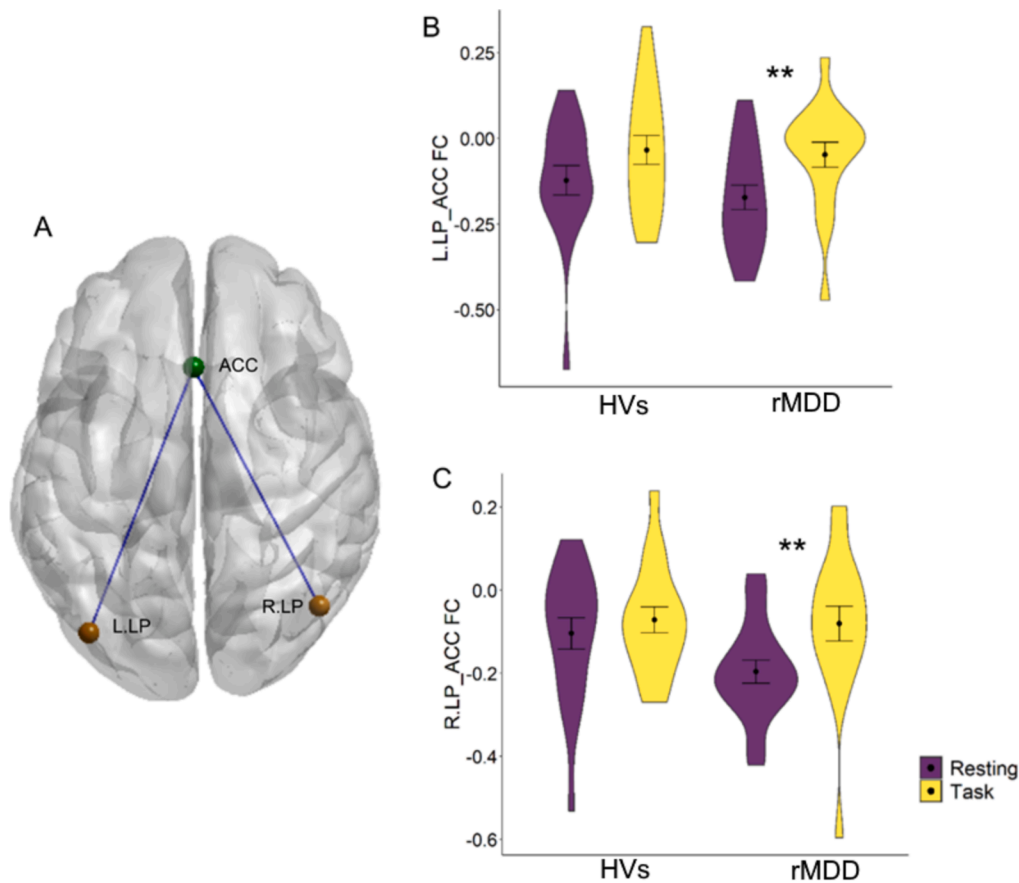 A
ACC
L.LP
R.LP
B
L.LP_ACC FC
0.25
0.00
-0.25
-0.50
**
HVs
rMDD
C
R.LP_ACC FC
0.2
0.0
-0.2
-0.4
-0.6
**
HVs
rMDD
Resting
Task